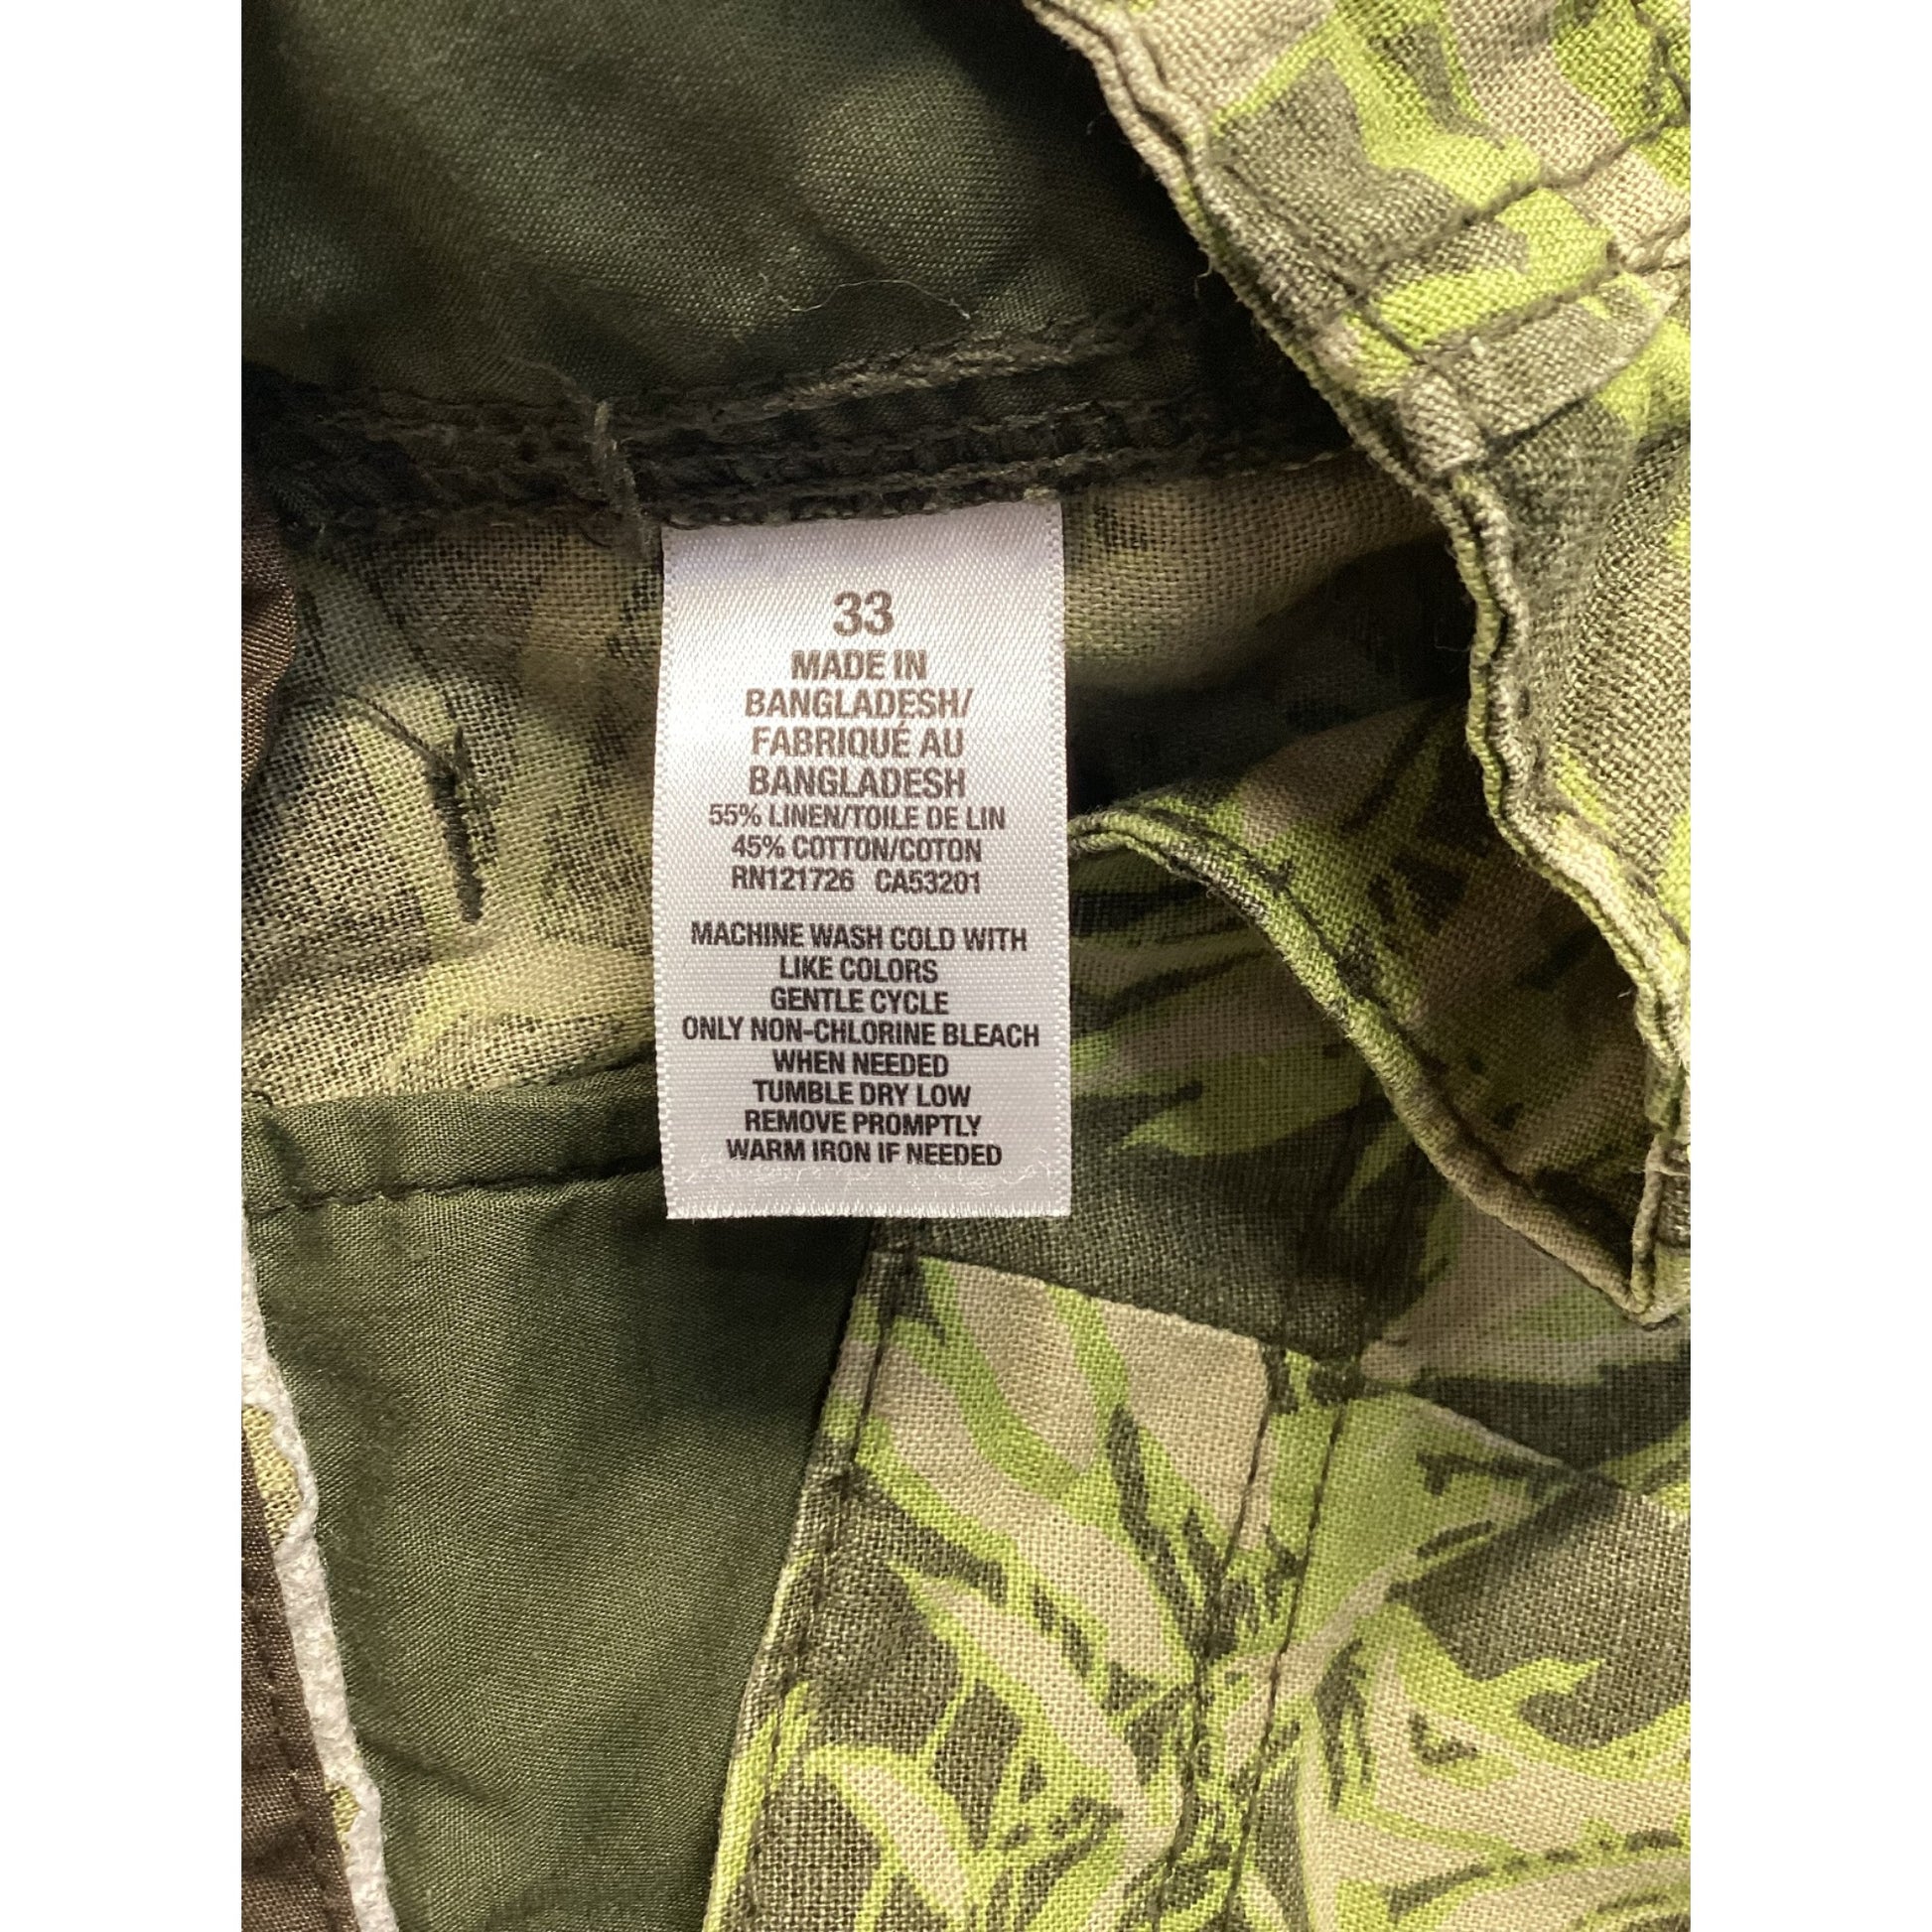 33
MADE IN
BANGLADESH/
FABRIQUÉ AU
BANGLADESH
55% LINEN/TOILE DE LIN
45% COTTON/COTON
RN121726 CA53201
MACHINE WASH COLD WITH
LIKE COLORS
GENTLE CYCLE
ONLY NON-CHLORINE BLEACH
WHEN NEEDED
TUMBLE DRY LOW
REMOVE PROMPTLY
WARM IRON IF NEEDED